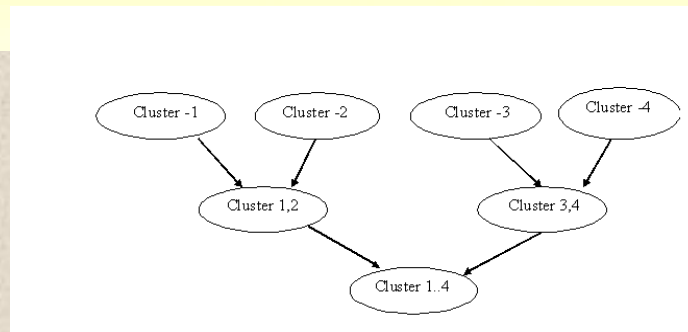 Cluster -1
Cluster -2
Cluster -3
Cluster -4
Cluster 1,2
Cluster 3,4
Cluster 1..4